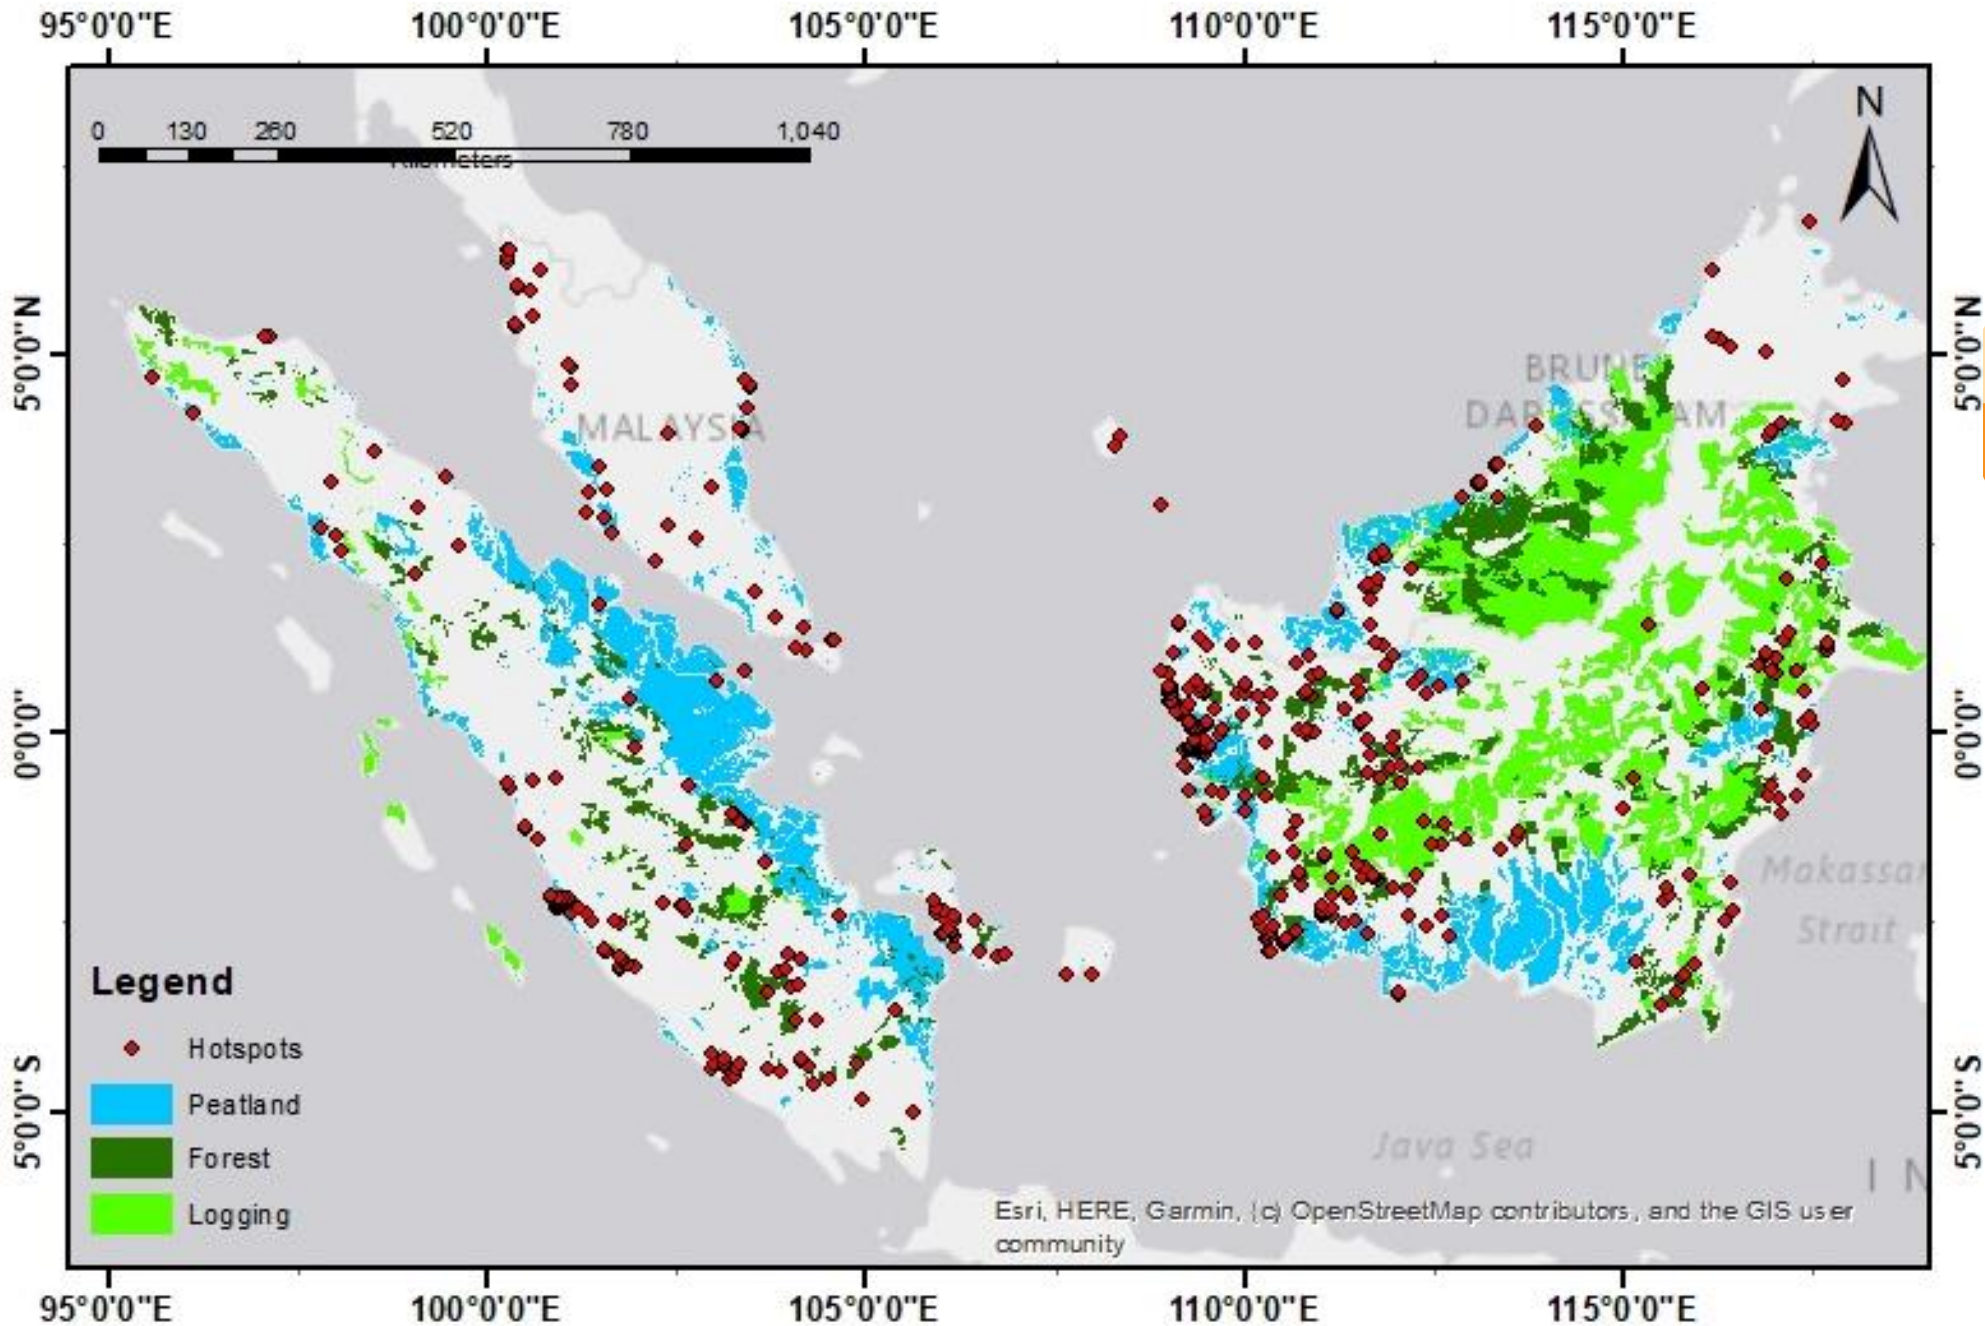 95°0'0"E 100°0'0"E 105°0'0"E 110°0'0"E 115°0'0"E
N
0 130 260 520 780 1,040
Kilometers
5°0'0"N
5°0'0"N
BRUNE
DARUSSALAM
MALAYSIA
0°0'0"
0°0'0"
Makassar
Strait
Legend
Hotspots
Peatland
Forest
Logging
5°0'0"S
5°0'0"S
Java Sea
I N
Esri, HERE, Garmin, (c) OpenStreetMap contributors, and the GIS user
community
95°0'0"E 100°0'0"E 105°0'0"E 110°0'0"E 115°0'0"E